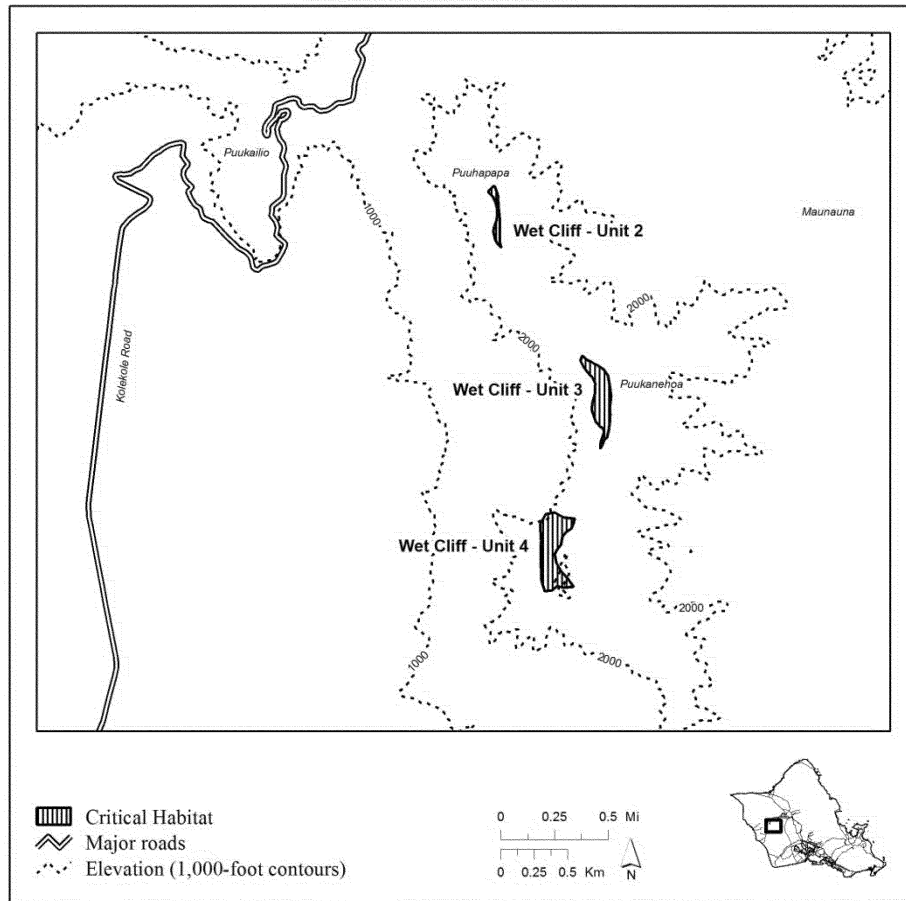 Puukailio
Puuhapapa
Maunauna
1000
Wet Cliff - Unit 2
2000
2000
Kolekole Road
Wet Cliff - Unit 3
Puukanehoa
Wet Cliff - Unit 4
2000
1000
2000
Critical Habitat
Major roads
Elevation (1,000-foot contours)
0 0.25 0.5 Mi
0 0.25 0.5 Km
N